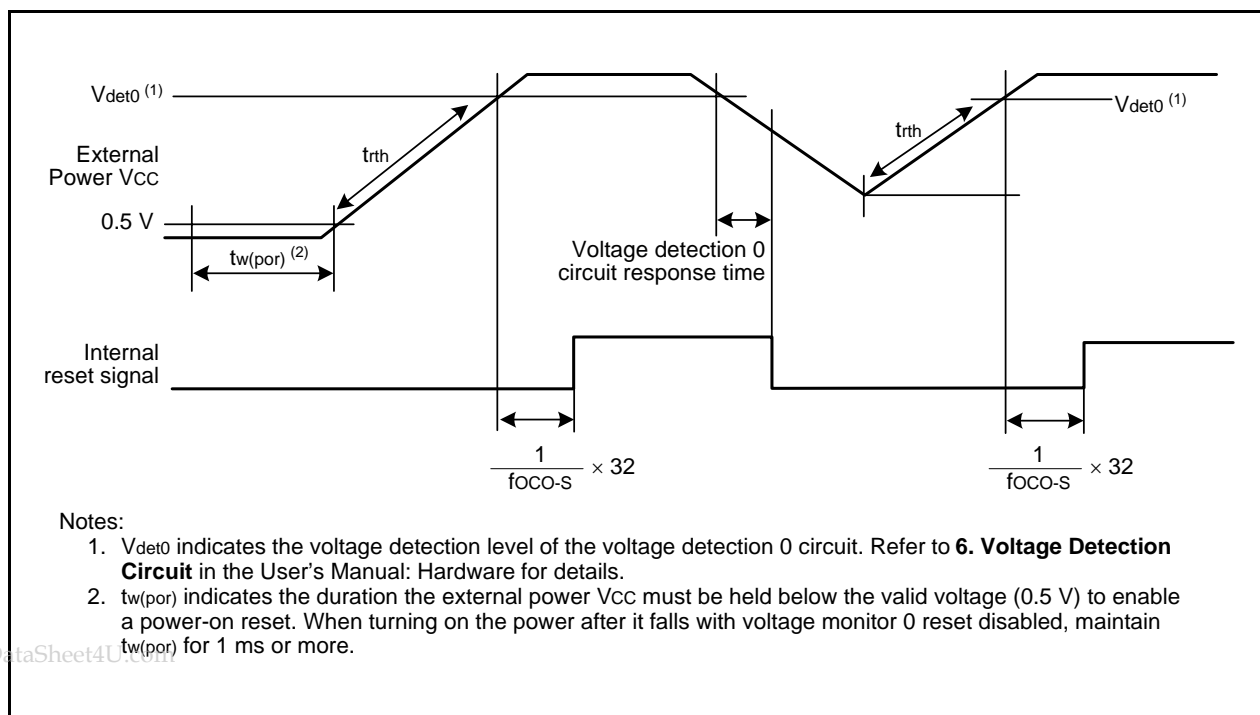 Vdet0 (1)
Vdet0 (1)
trth
trth
External
Power VCC
0.5 V
tw(por) (2)
Voltage detection 0
circuit response time
Internal
reset signal
1
fOCO-S
× 32
1
fOCO-S
× 32
Notes:
1. Vdet0 indicates the voltage detection level of the voltage detection 0 circuit. Refer to 6. Voltage Detection
Circuit in the User's Manual: Hardware for details.
2. tw(por) indicates the duration the external power VCC must be held below the valid voltage (0.5 V) to enable
a power-on reset. When turning on the power after it falls with voltage monitor 0 reset disabled, maintain
tw(por) for 1 ms or more.
ataSheet4U.com